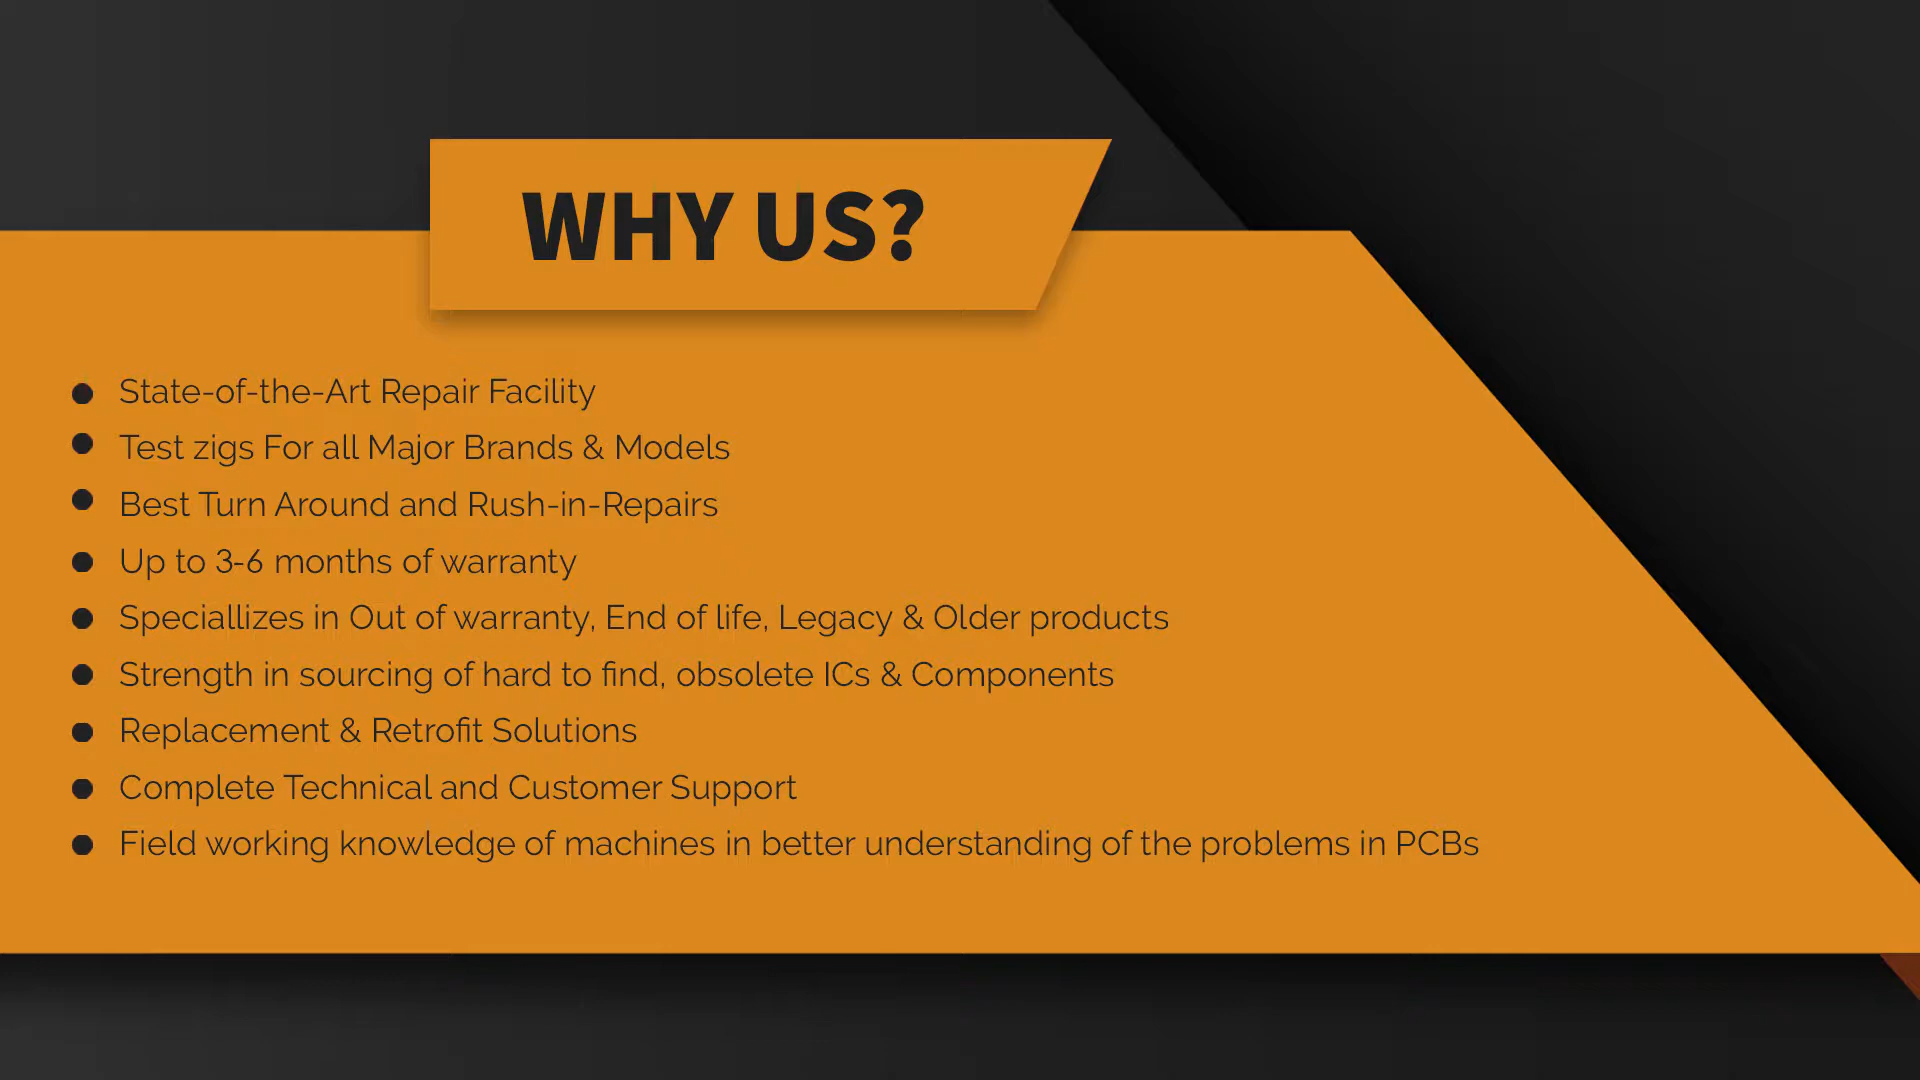 WHY US?
State-of-the-Art Repair Facility
Test zigs For all Major Brands & Models
Best Turn Around and Rush-in-Repairs
Up to 3-6 months of warranty
Speciallizes in Out of warranty, End of life, Legacy & Older products
Strength in sourcing of hard to find, obsolete ICs & Components
Replacement & Retrofit Solutions
Complete Technical and Customer Support
Field working knowledge of machines in better understanding of the problems in PCBs